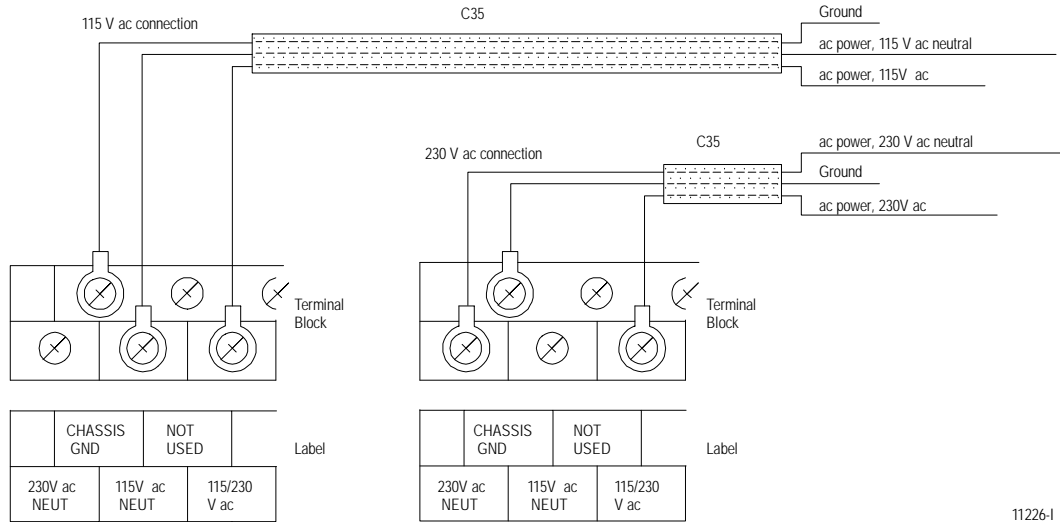 115 V ac connection
C35
Ground
ac power, 115 V ac neutral
ac power, 115V ac
230 V ac connection
C35
ac power, 230 V ac neutral
Ground
ac power, 230V ac
Terminal
Block
Terminal
Block
CHASSIS
GND
NOT
USED
Label
230V ac
NEUT
115V ac
NEUT
115/230
V ac
CHASSIS
GND
NOT
USED
Label
230V ac
NEUT
115V ac
NEUT
115/230
V ac
11226-I